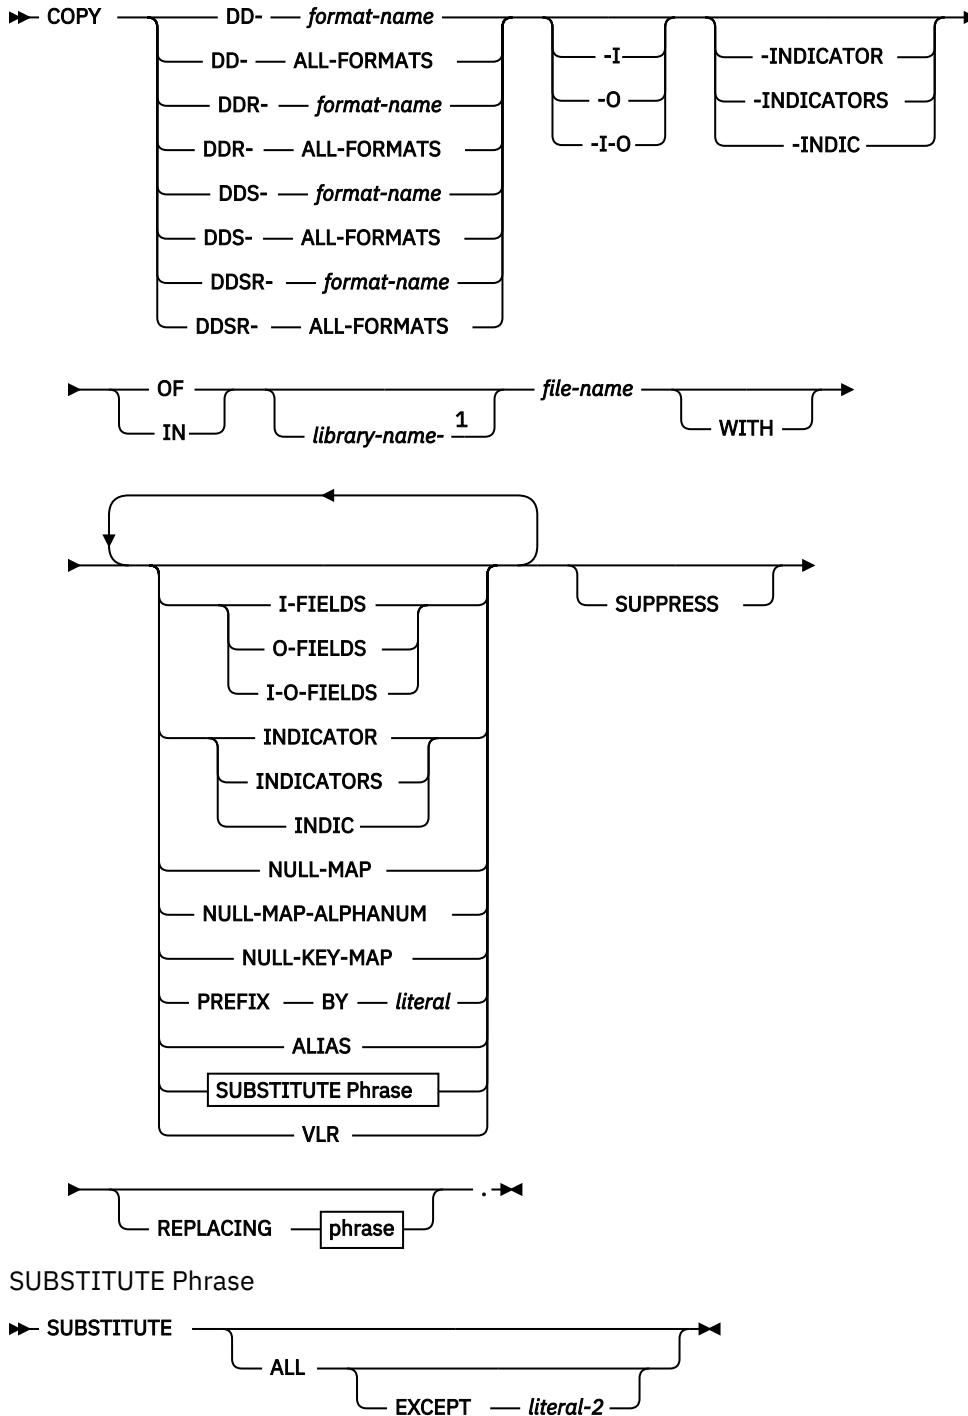 COPY DD- format-name
DD- ALL-FORMATS -I -INDICATOR
DDR- format-name -O -INDICATORS
DDR- ALL-FORMATS -I-O -INDIC
DDS- format-name
DDS- ALL-FORMATS
DDSR- format-name
DDSR- ALL-FORMATS
OF file-name
IN library-name- 1 WITH
I-FIELDS SUPPRESS
O-FIELDS
I-O-FIELDS
INDICATOR
INDICATORS
INDIC
NULL-MAP
NULL-MAP-ALPHANUM
NULL-KEY-MAP
PREFIX BY literal
ALIAS
SUBSTITUTE Phrase
VLR
.
REPLACING phrase
SUBSTITUTE Phrase
SUBSTITUTE
ALL
EXCEPT literal-2